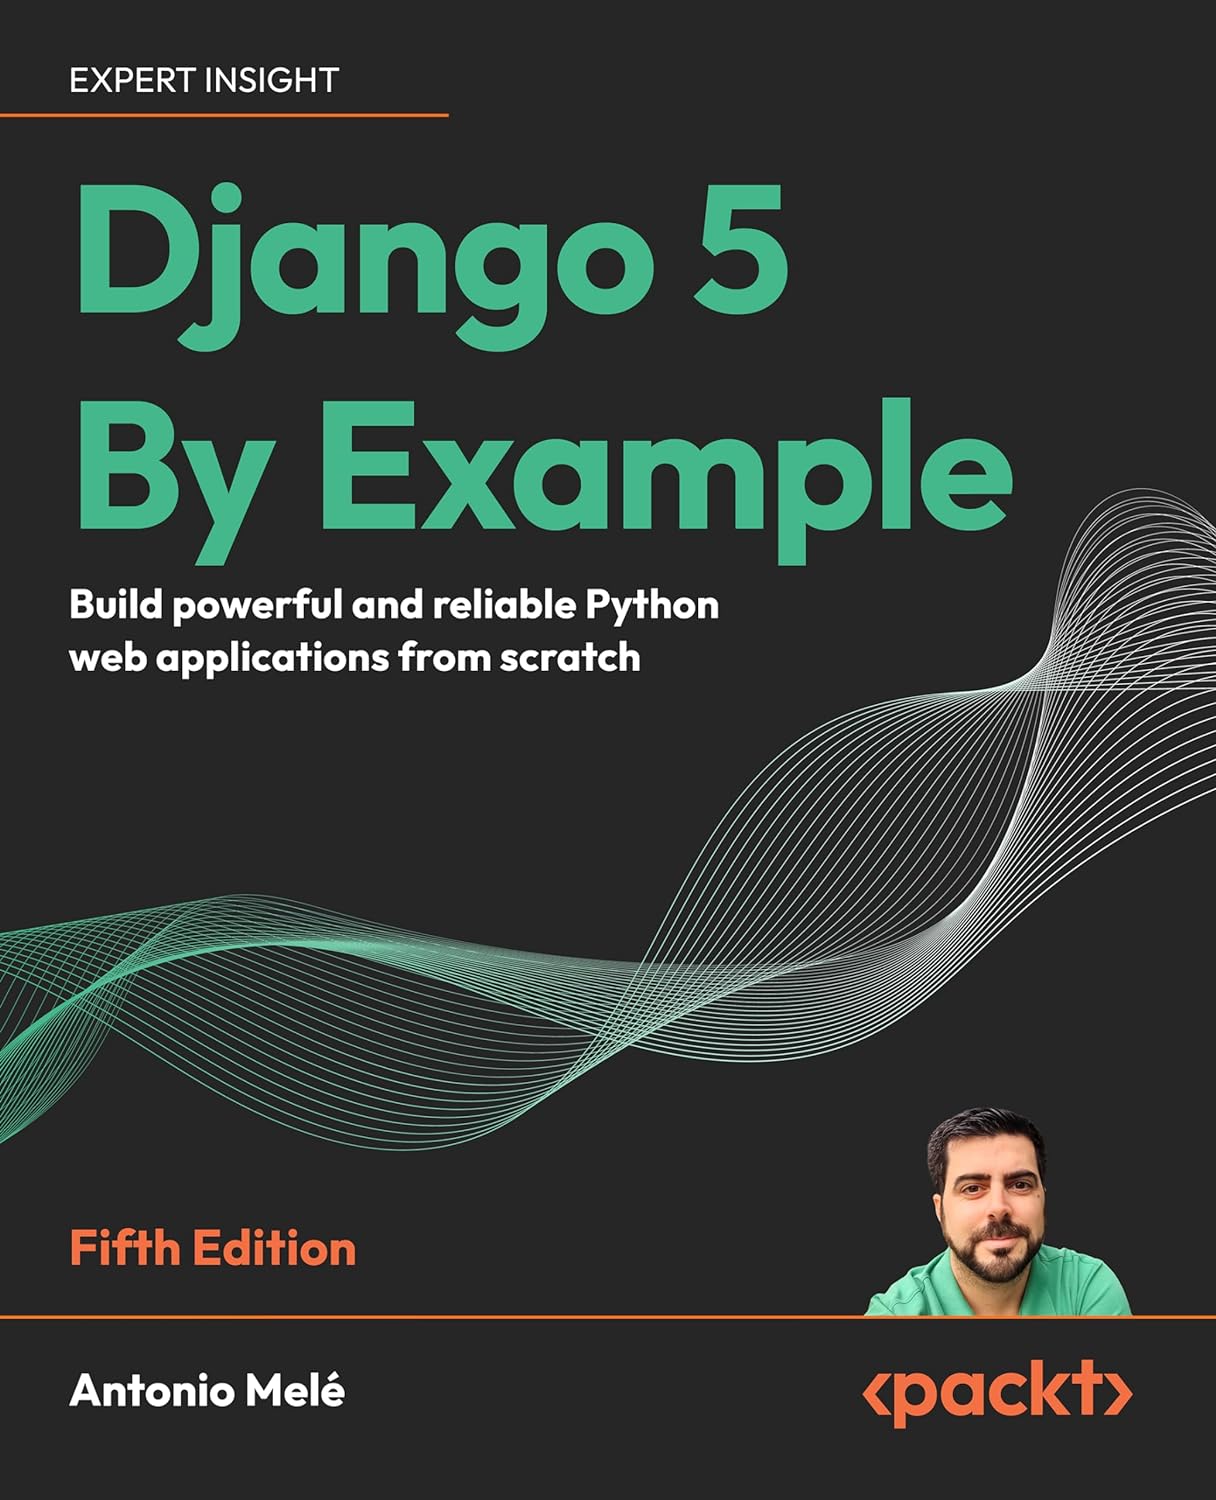 EXPERT INSIGHT
Django 5
By Example
Build powerful and reliable Python
web applications from scratch
Fifth Edition
Antonio Melé
<packt>